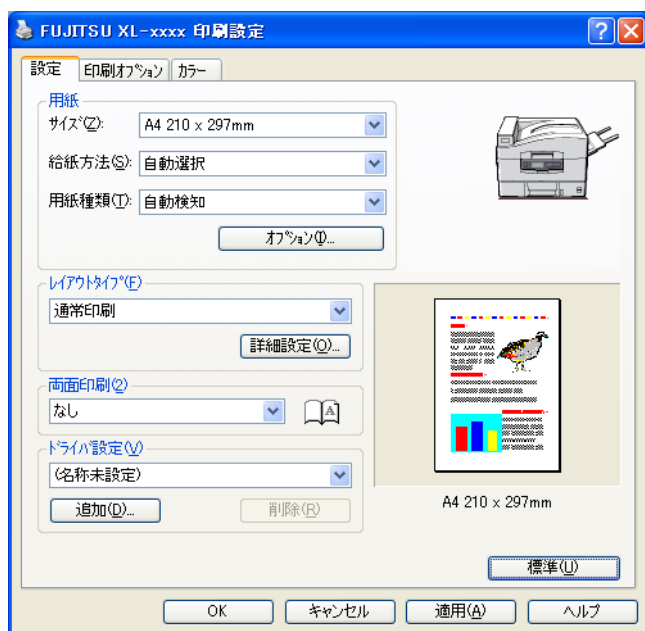 FUJITSU XL-xxxx 印刷設定
設定 印刷ｵﾌﾟｼｮﾝ ｶﾗｰ
用紙
ｻｲｽﾞ(Z): A4 210 x 297mm
給紙方法(S): 自動選択
用紙種類(T): 自動検知
ｵﾌﾟｼｮﾝ(I)...
ﾚｲｱｳﾄﾀｲﾌﾟ(F)
通常印刷
詳細設定(O)...
両面印刷(2)
なし
A
ﾄﾞﾗｲﾊﾞ設定(V)
(名称未設定)
追加(D)... 削除(R)
A4 210 x 297mm
標準(U)
OK キャンセル 適用(A) ヘルプ